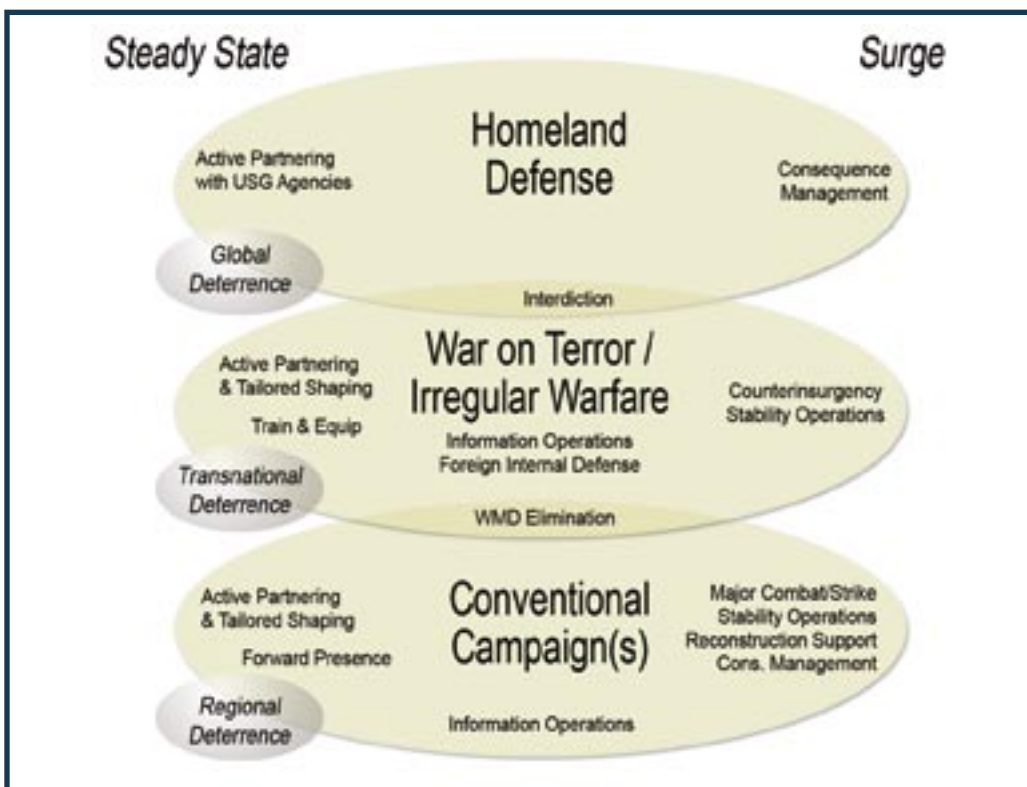 Steady State
Surge
Homeland
Defense
Active Partnering
with USG Agencies
Consequence
Management
Global
Deterrence
Interdiction
War on Terror /
Irregular Warfare
Active Partnering
& Tailored Shaping
Train & Equip
Information Operations
Foreign Internal Defense
Counterinsurgency
Stability Operations
Transnational
Deterrence
WMD Elimination
Conventional
Campaign(s)
Active Partnering
& Tailored Shaping
Forward Presence
Major Combat/Strike
Stability Operations
Reconstruction Support
Cons. Management
Regional
Deterrence
Information Operations